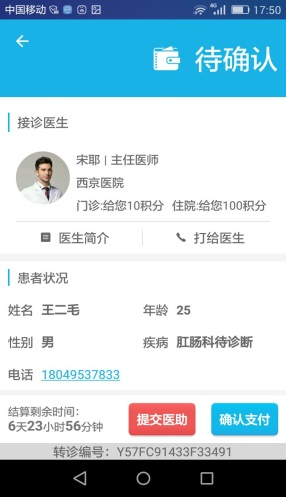 中国移动 4G 17:50
待确认
接诊医生
宋耶 | 主任医师
西京医院
门诊:给您10积分 住院:给您100积分
医生简介 打给医生
患者状况
姓名 王二毛 年龄 25
性别 男 疾病 肛肠科待诊断
电话 18049537833
结算剩余时间：
6天23小时56分钟
提交医助 确认支付
转诊编号：Y57FC91433F33491